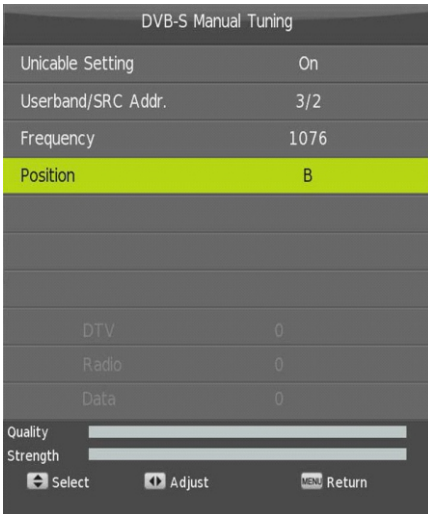 DVB-S Manual Tuning
Unicable Setting On
Userband/SRC Addr. 3/2
Frequency 1076
Position B
DTV 0
Radio 0
Data 0
Quality
Strength
Select Adjust MENU Return